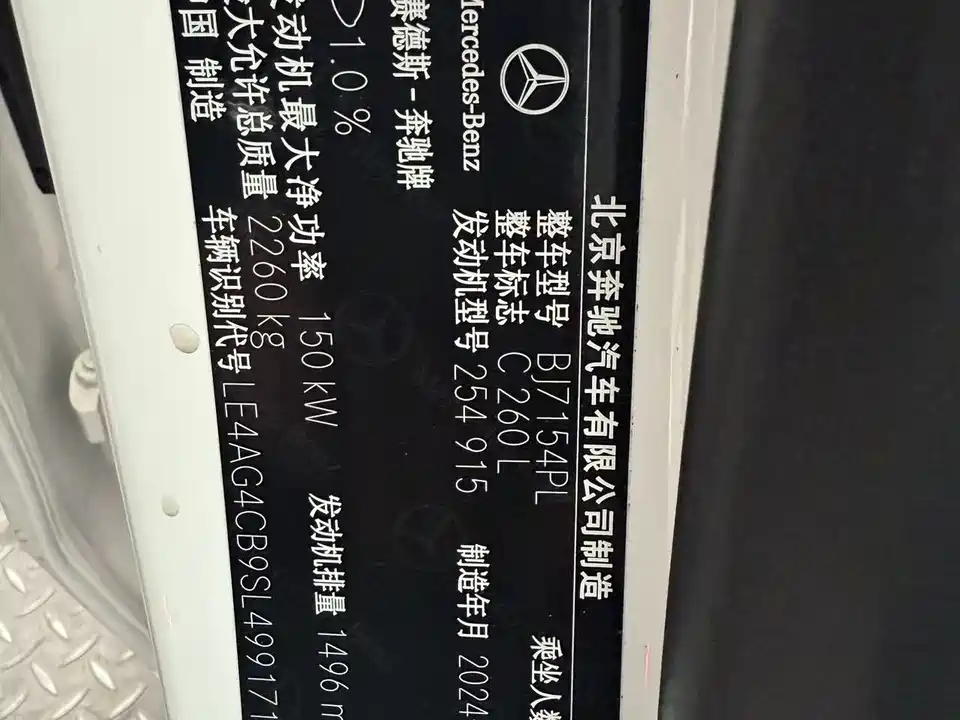 北京奔驰汽车有限公司制造
Mercedes-Benz
赛德斯-奔驰牌
整车型号 BJ7154PL
整车标志 C 260 L
发动机型号 254 915
乘坐人数
制造年月 2024
1.0 %
发动机最大净功率 150 kW
发动机排量 1496 m
大允许总质量 2260 kg
中国 制造
车辆识别代号 LE4AG4CB9SL499171